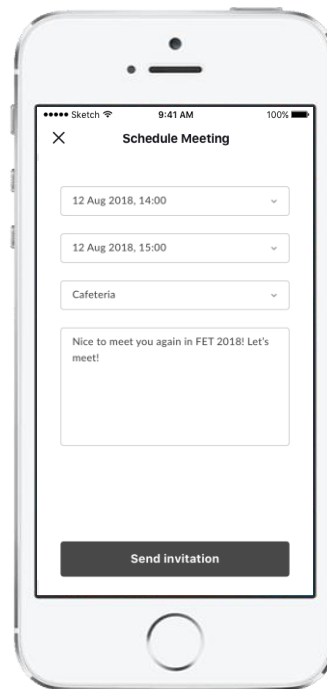 Sketch 9:41 AM 100%
Schedule Meeting
12 Aug 2018, 14:00
12 Aug 2018, 15:00
Cafeteria
Nice to meet you again in FET 2018! Let's
meet!
Send invitation